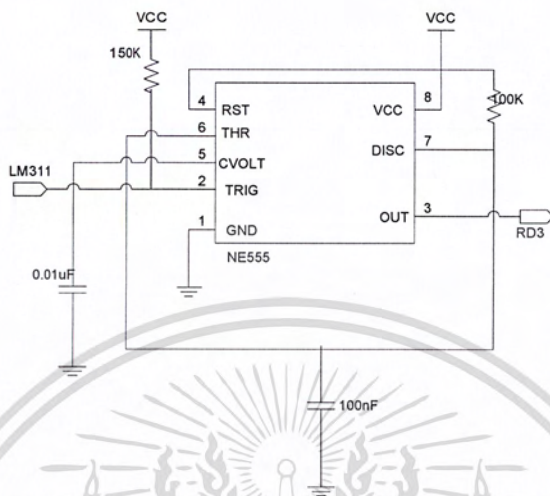 VCC
VCC
150K
4
RST
6
THR
5
CVOLT
2
TRIG
1
GND
VCC
8
DISC
7
OUT
3
100K
LM311
RD3
NE555
0.01uF
100nF